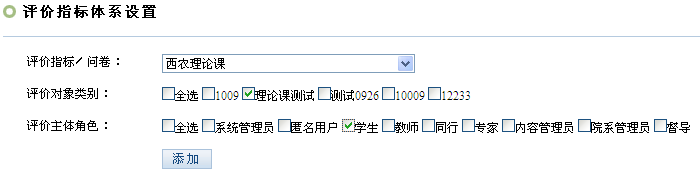 评价指标体系设置
评价指标/问卷： 西农理论课
评价对象类别： 全选 1009 理论课测试 测试0926 10009 12233
评价主体角色： 全选 系统管理员 匿名用户 学生 教师 同行 专家 内容管理员 院系管理员 督导
添加